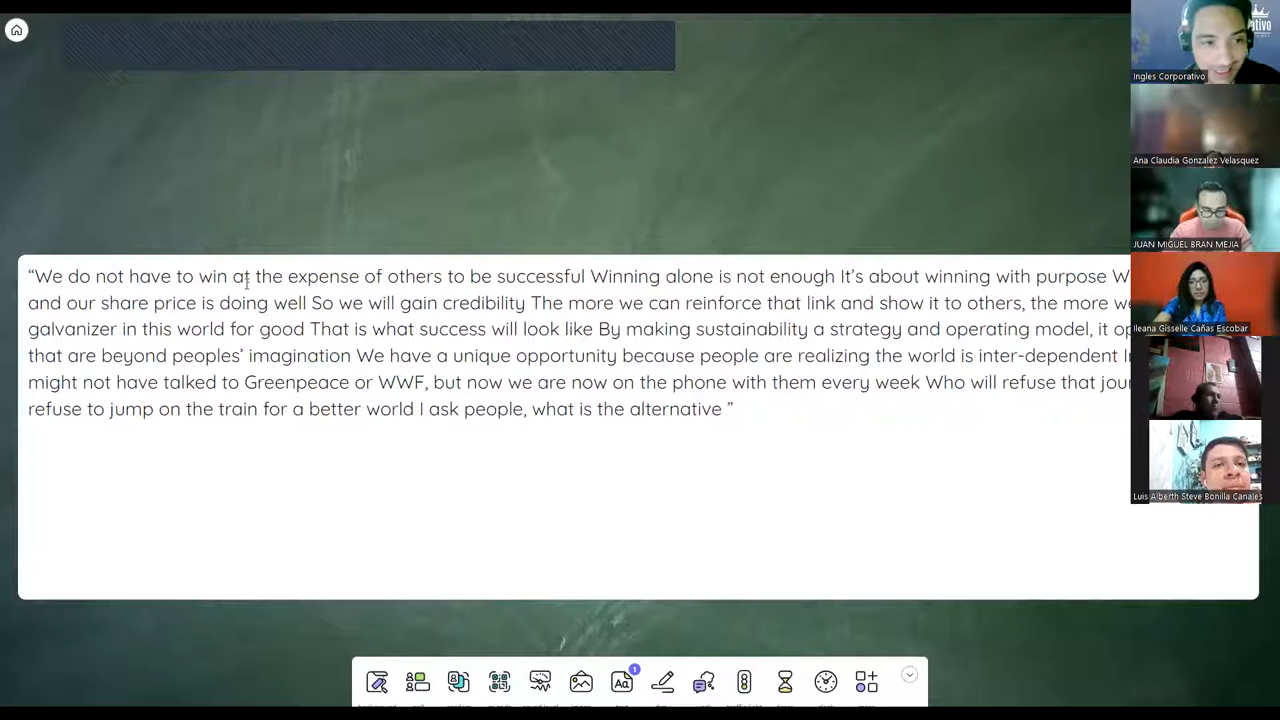 ativo
Ingles Corporativo
Ana Claudia Gonzalez Velasquez
JUAN MIGUEL BRAN MEJIA
Ileana Gisselle Cañas Escobar
Luis Alberth Steve Bonilla Canales
“We do not have to win at the expense of others to be successful Winning alone is not enough It’s about winning with purpose
and our share price is doing well So we will gain credibility The more we can reinforce that link and show it to others, the more
galvanizer in this world for good That is what success will look like By making sustainability a strategy and operating model, it
that are beyond peoples’ imagination We have a unique opportunity because people are realizing the world is inter-dependent
might not have talked to Greenpeace or WWF, but now we are now on the phone with them every week Who will refuse that
refuse to jump on the train for a better world I ask people, what is the alternative ”
1
Aa